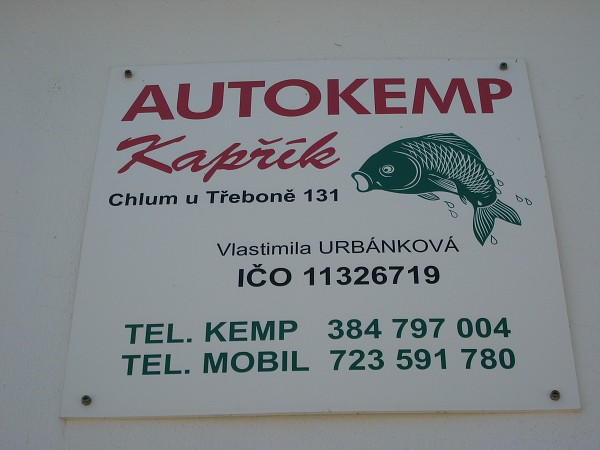 AUTOKEMP
Kapřík
Chlum u Třeboně 131
Vlastimila URBÁNKOVÁ
IČO 11326719
TEL. KEMP 384 797 004
TEL. MOBIL 723 591 780